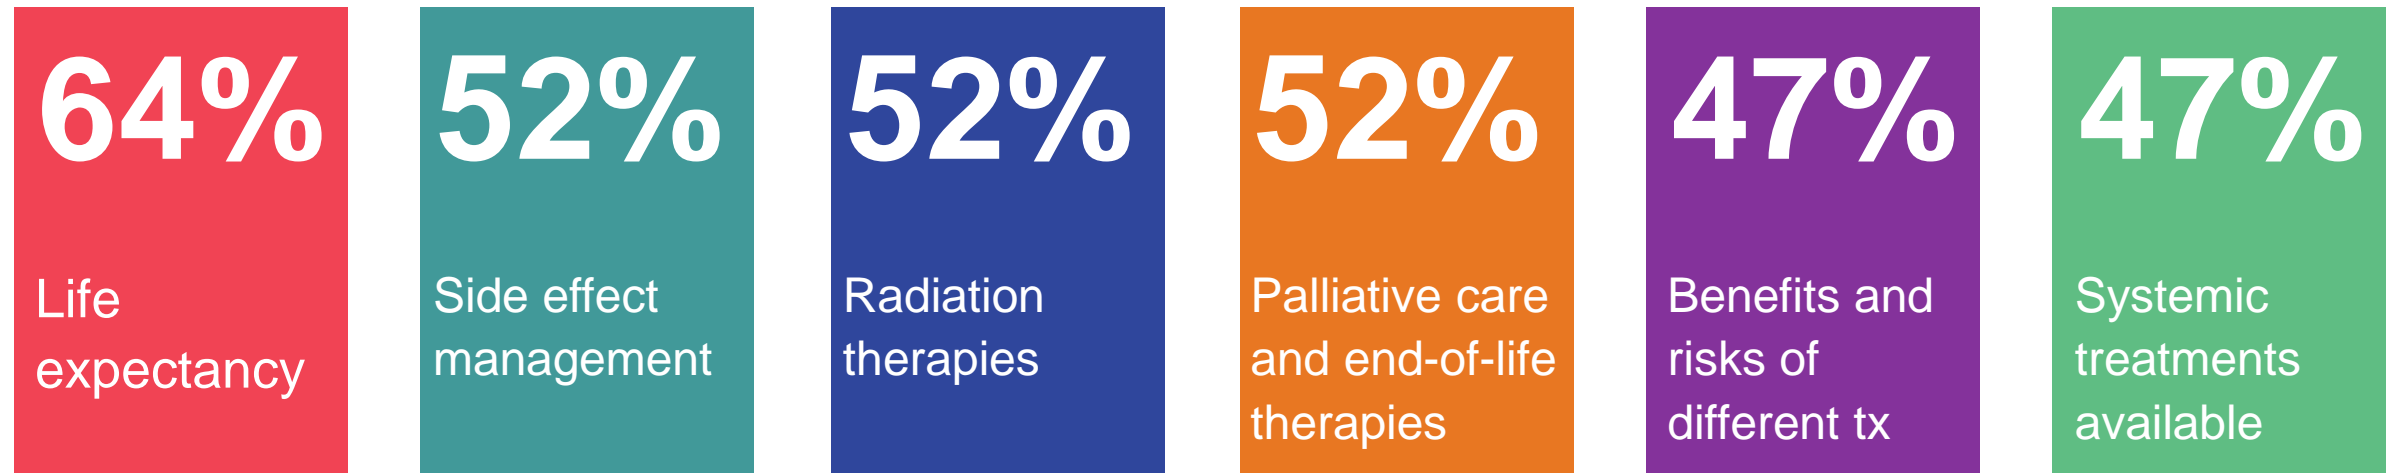 64%
Life
expectancy
52%
Side effect
management
52%
Radiation
therapies
52%
Palliative care
and end-of-life
therapies
47%
Benefits and
risks of
different tx
47%
Systemic
treatments
available